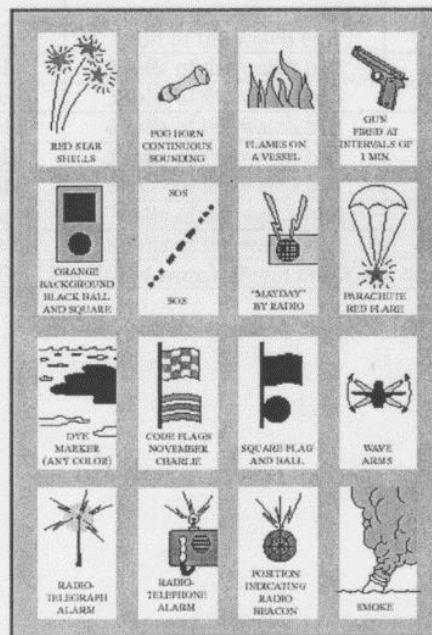 RED STAR
SHELLS
FOG HORN
CONTINUOUS
SOUNDING
FLAMES ON
A VESSEL
GUN
FIRED AT
INTERVALS OF
1 MIN.
ORANGE
BACKGROUND
BLACK BALL
AND SQUARE
SOS
SOS
"MAYDAY"
BY RADIO
PARACHUTE
RED FLARE
DYE
MARKER
(ANY COLOR)
CODE FLAGS
NOVEMBER
CHARLIE
SQUARE FLAG
AND BALL
WAVE
ARMS
RADIO-
TELEGRAPH
ALARM
RADIO-
TELEPHONE
ALARM
POSITION
INDICATING
RADIO
BEACON
SMOKE